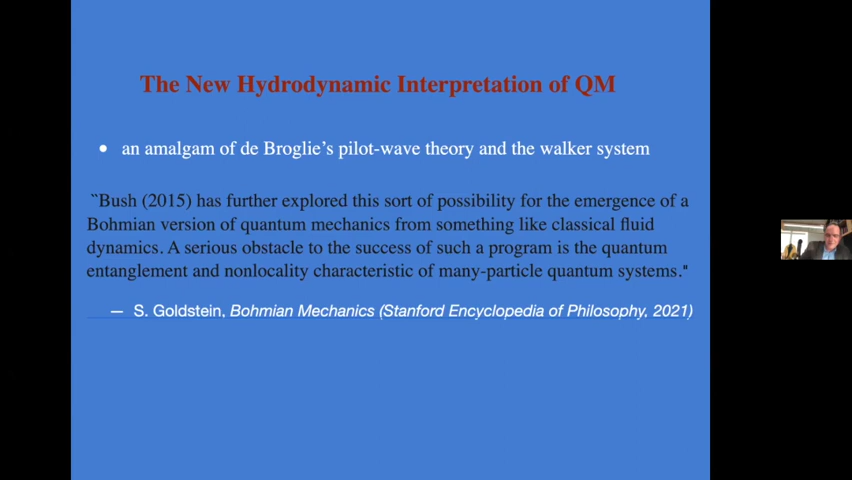 The New Hydrodynamic Interpretation of QM
• an amalgam of de Broglie's pilot-wave theory and the walker system
‶Bush (2015) has further explored this sort of possibility for the emergence of a
Bohmian version of quantum mechanics from something like classical fluid
dynamics. A serious obstacle to the success of such a program is the quantum
entanglement and nonlocality characteristic of many-particle quantum systems."
— S. Goldstein, Bohmian Mechanics (Stanford Encyclopedia of Philosophy, 2021)